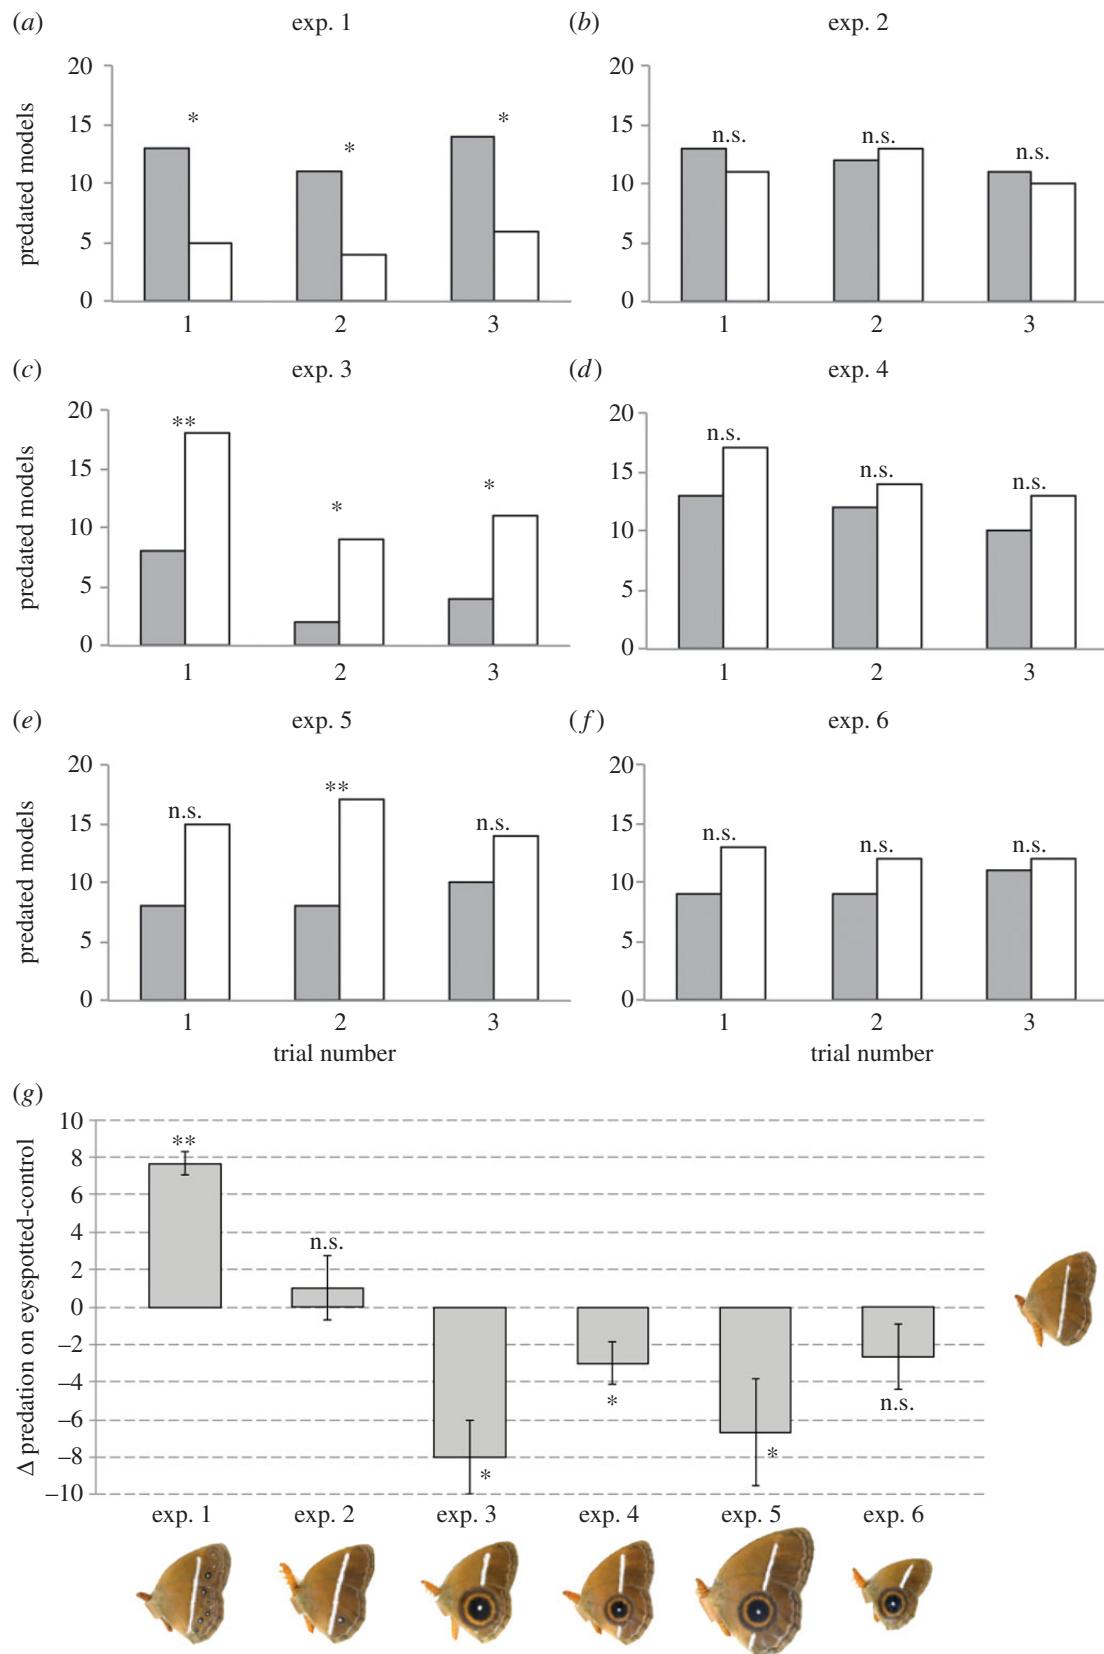 (a) exp. 1 (b) exp. 2
predated models
20
15
10
5
0
* * *
1 2 3
20
15
10
5
0
n.s. n.s. n.s.
1 2 3
(c) exp. 3 (d) exp. 4
predated models
20
15
10
5
0
** * *
1 2 3
20
15
10
5
0
n.s. n.s. n.s.
1 2 3
(e) exp. 5 (f) exp. 6
predated models
20
15
10
5
0
n.s. ** n.s.
1 2 3
trial number
20
15
10
5
0
n.s. n.s. n.s.
1 2 3
trial number
(g)
Δ predation on eyespotted-control
10
8
6
4
2
0
−2
−4
−6
−8
−10
** n.s. * * * n.s.
exp. 1 exp. 2 exp. 3 exp. 4 exp. 5 exp. 6